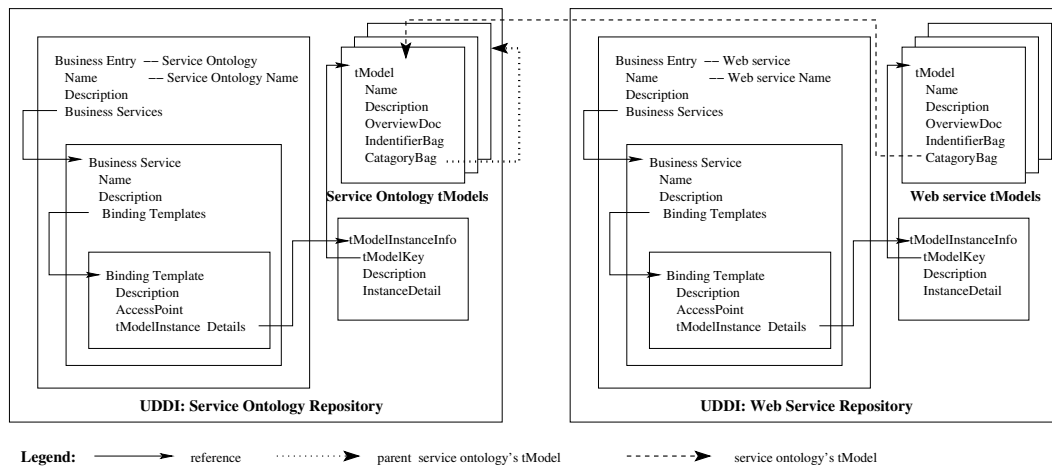 Business Entry -- Service Ontology
Name -- Service Ontology Name
Description
Business Services
Business Service
Name
Description
Binding Templates
Binding Template
Description
AccessPoint
tModelInstance Details
tModel
Name
Description
OverviewDoc
IndentifierBag
CatagoryBag
Service Ontology tModels
tModelInstanceInfo
tModelKey
Description
InstanceDetail
UDDI: Service Ontology Repository
Business Entry -- Web service
Name -- Web service Name
Description
Business Services
Business Service
Name
Description
Binding Templates
Binding Template
Description
AccessPoint
tModelInstance Details
tModel
Name
Description
OverviewDoc
IndentifierBag
CatagoryBag
Web service tModels
tModelInstanceInfo
tModelKey
Description
InstanceDetail
UDDI: Web Service Repository
Legend: reference parent service ontology's tModel service ontology's tModel